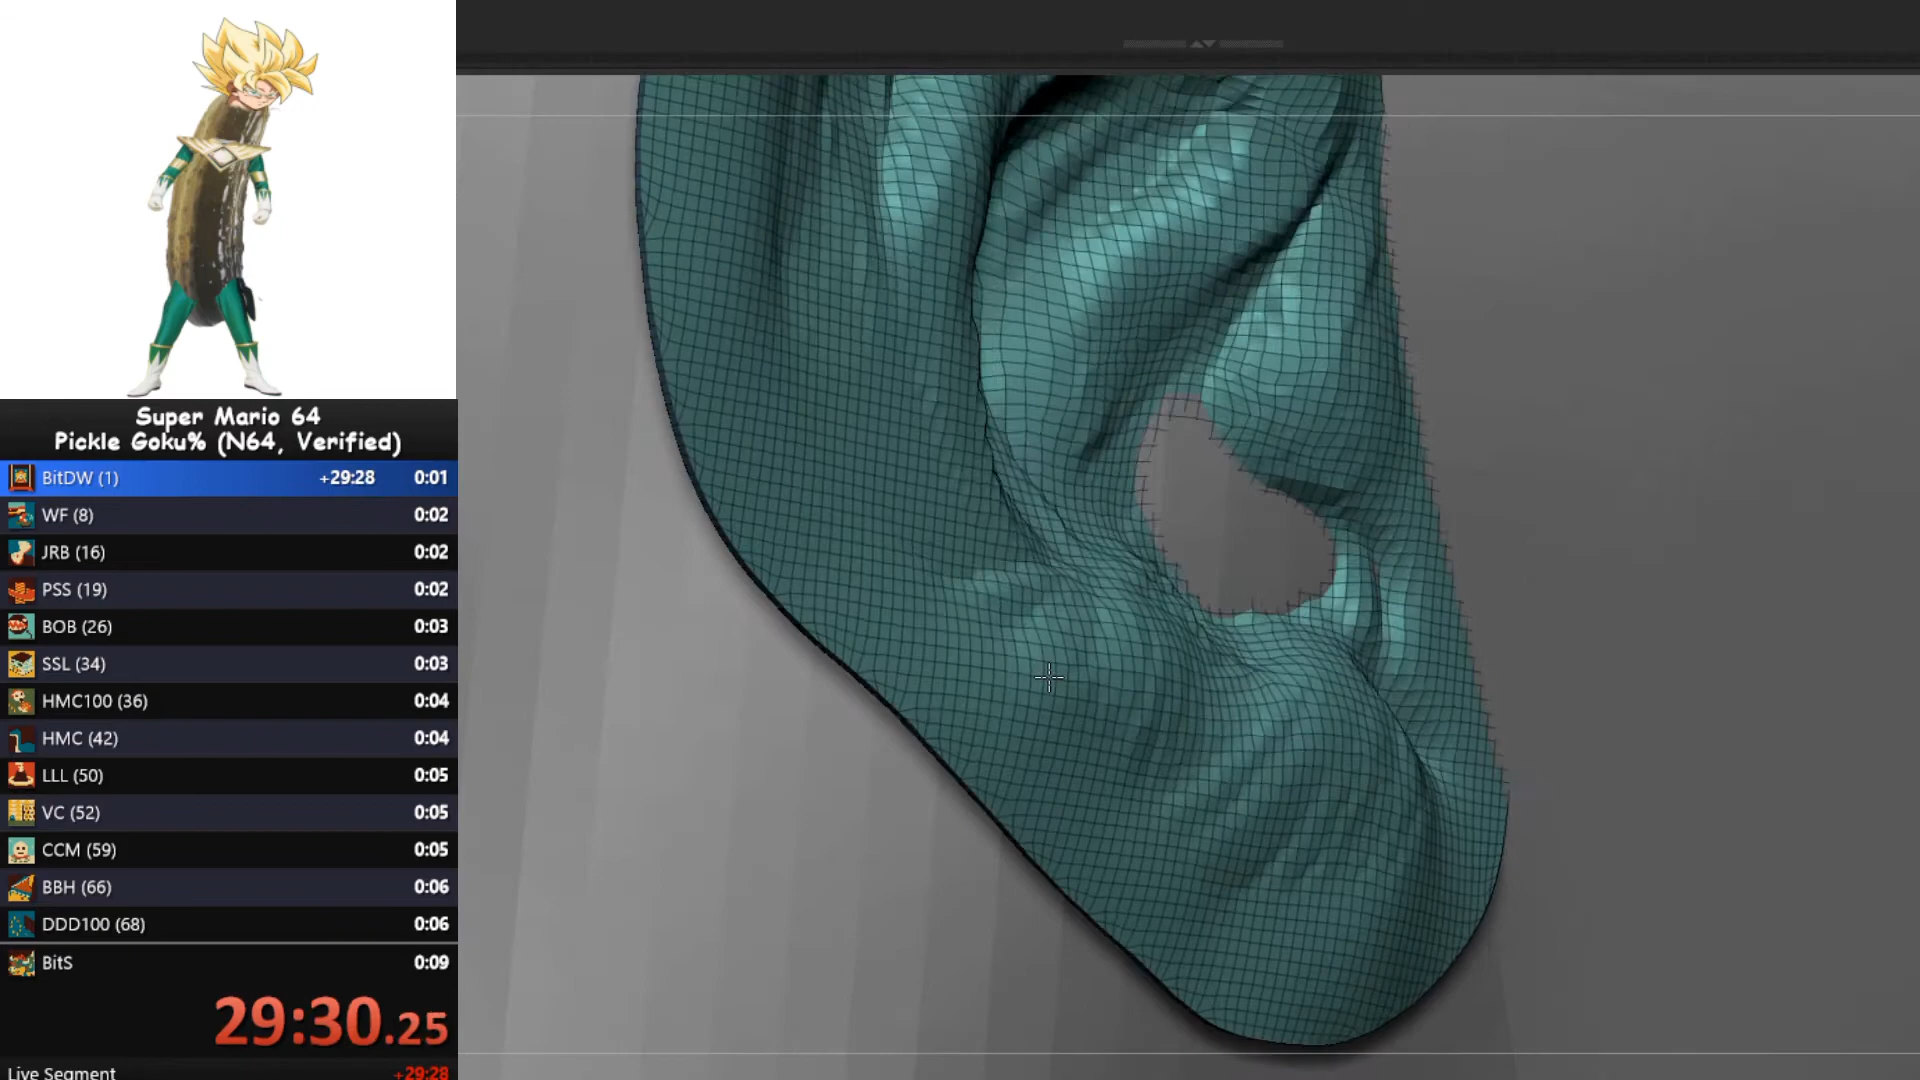 Super Mario 64
Pickle Goku% (N64, Verified)
BitDW (1) +29:28 0:01
WF (8) 0:02
JRB (16) 0:02
PSS (19) 0:02
BOB (26) 0:03
SSL (34) 0:03
HMC100 (36) 0:04
HMC (42) 0:04
LLL (50) 0:05
VC (52) 0:05
CCM (59) 0:05
BBH (66) 0:06
DDD100 (68) 0:06
BitS 0:09
29:30.25
Live Segment +29:28